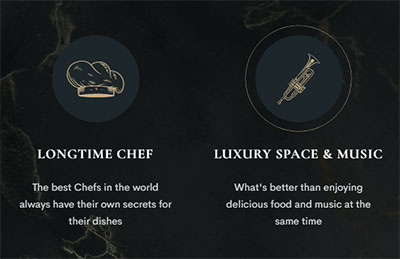 LONGTIME CHEF
The best Chefs in the world
always have their own secrets for
their dishes
LUXURY SPACE & MUSIC
What's better than enjoying
delicious food and music at the
same time